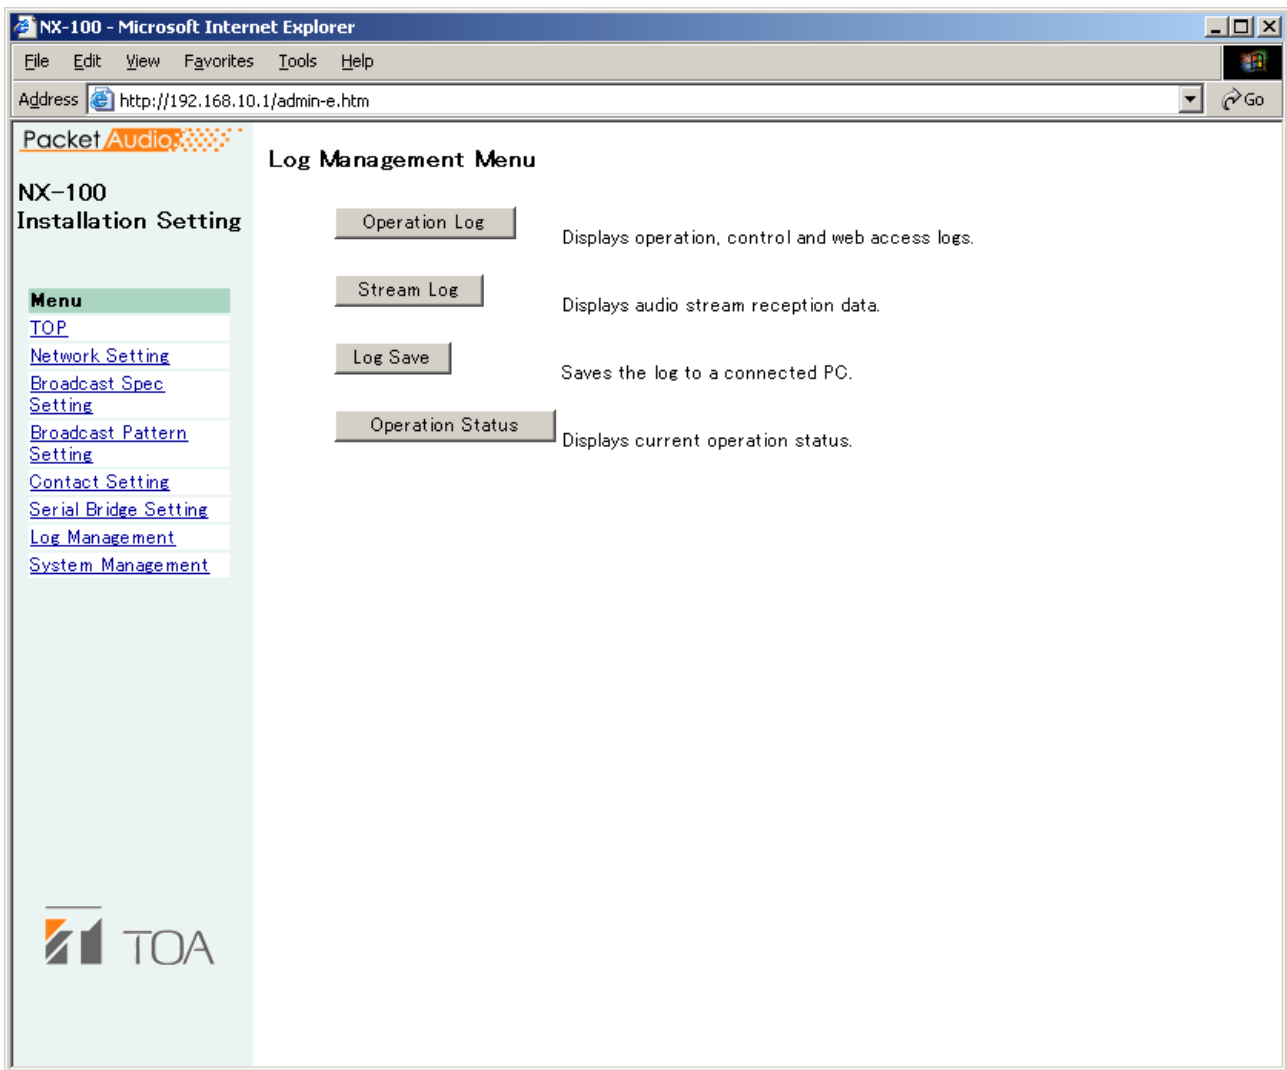 NX-100 - Microsoft Internet Explorer
File Edit View Favorites Tools Help
Address http://192.168.10.1/admin-e.htm Go
Packet Audio
NX-100
Installation Setting
Menu
TOP
Network Setting
Broadcast Spec
Setting
Broadcast Pattern
Setting
Contact Setting
Serial Bridge Setting
Log Management
System Management
TOA
Log Management Menu
Operation Log Displays operation, control and web access logs.
Stream Log Displays audio stream reception data.
Log Save Saves the log to a connected PC.
Operation Status Displays current operation status.